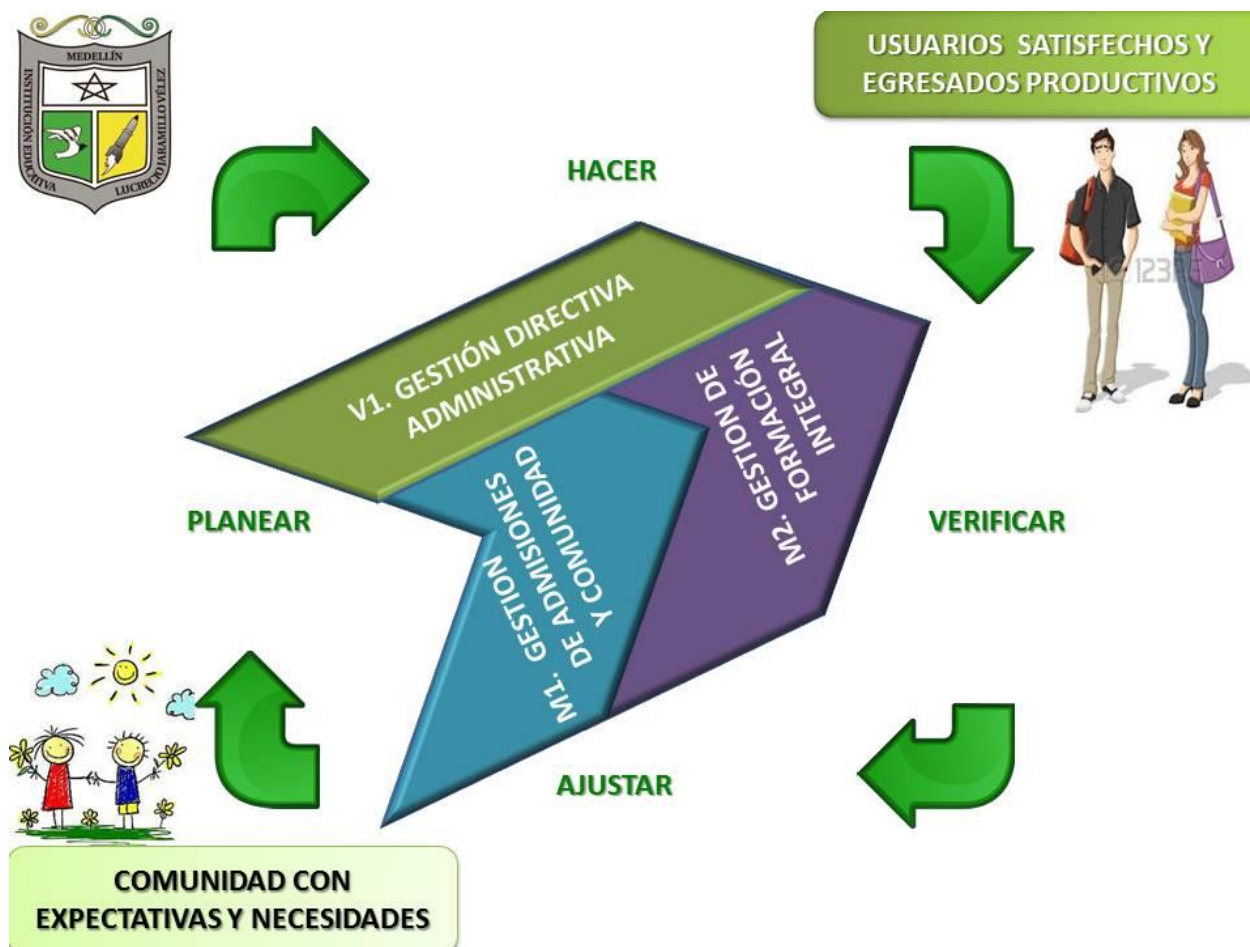 MEDELLÍN
INSTITUCIÓN EDUCATIVA
LUCRECIO JARAMILLO VÉLEZ
USUARIOS SATISFECHOS Y
EGRESADOS PRODUCTIVOS
HACER
V1. GESTIÓN DIRECTIVA
ADMINISTRATIVA
M2. GESTION DE
FORMACIÓN
INTEGRAL
M1. GESTION
DE ADMISIONES
Y COMUNIDAD
PLANEAR
VERIFICAR
AJUSTAR
COMUNIDAD CON
EXPECTATIVAS Y NECESIDADES